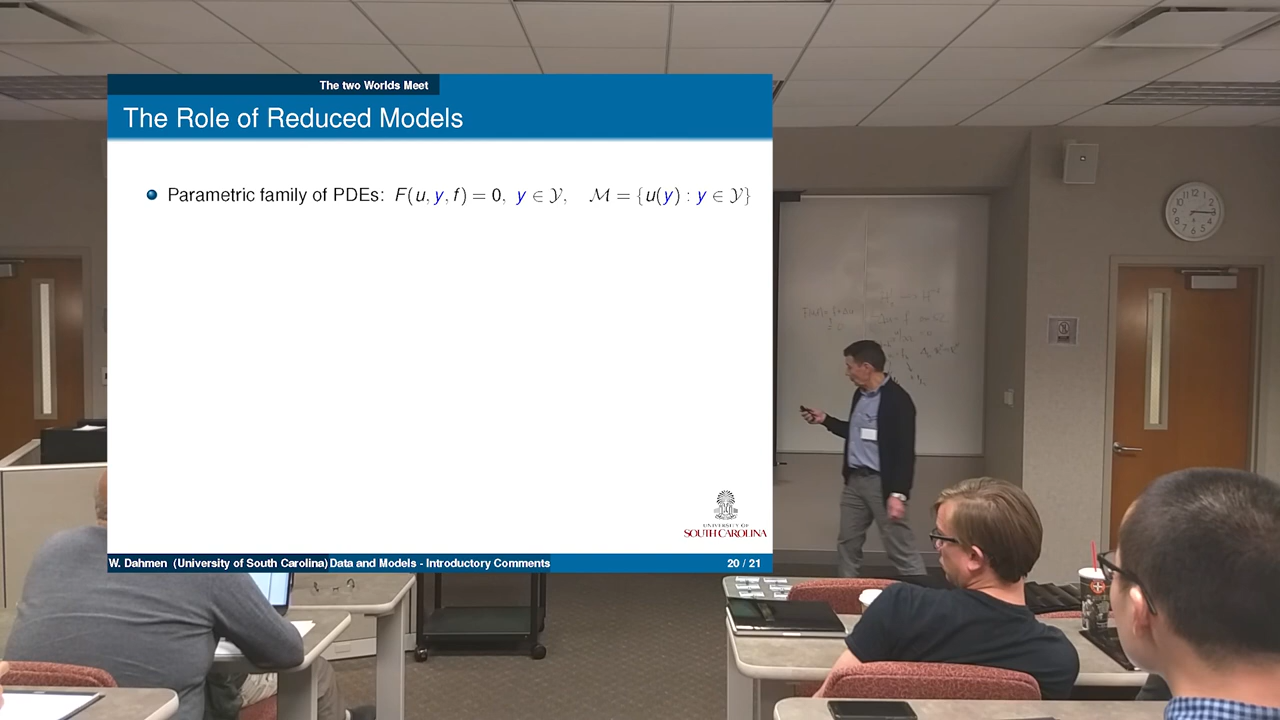 The two Worlds Meet
The Role of Reduced Models
Parametric family of PDEs: F(u, y, f) = 0, y ∈ 𝒴, ℳ = {u(y) : y ∈ 𝒴}
UNIVERSITY OF
SOUTH CAROLINA
W. Dahmen (University of South Carolina) Data and Models - Introductory Comments 20 / 21